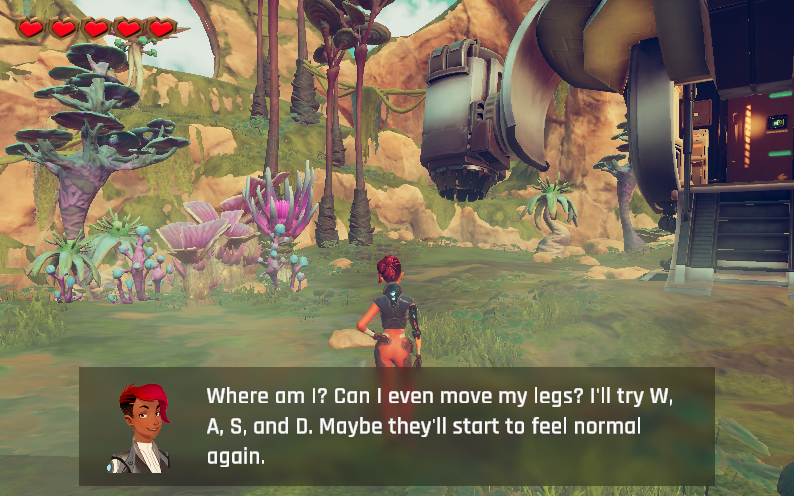 Where am I? Can I even move my legs? I'll try W,
A, S, and D. Maybe they'll start to feel normal
again.